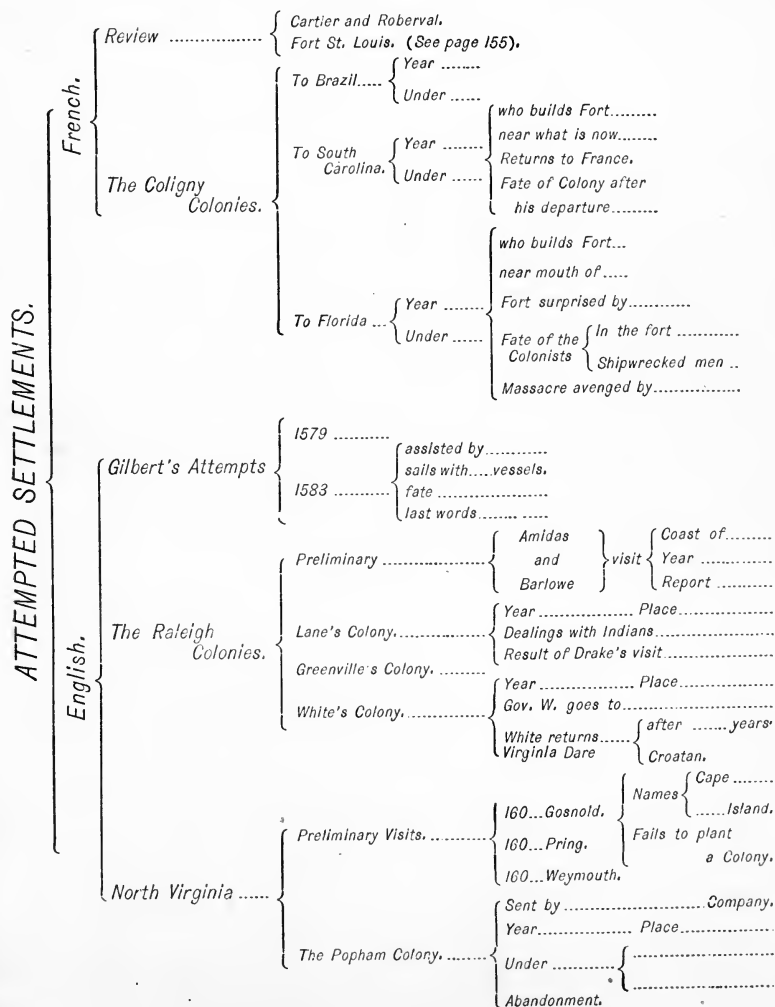 ATTEMPTED SETTLEMENTS.
French.
Review ....................
Cartier and Roberval.
Fort St. Louis. (See page 155).
The Coligny
Colonies.
To Brazil.....
Year ........
Under ......
To South
Carolina.
Year .......
Under ......
who builds Fort.........
near what is now.......
Returns to France.
Fate of Colony after
his departure.........
To Florida ...
Year .......
Under ......
who builds Fort...
near mouth of .....
Fort surprised by............
Fate of the
Colonists
In the fort ............
Shipwrecked men ..
Massacre avenged by.................
English.
Gilbert's Attempts
1579 ............
1583 ............
assisted by............
sails with.....vessels.
fate .....................
last words........ .....
The Raleigh
Colonies.
Preliminary ..................
Amidas
and
Barlowe
visit
Coast of.........
Year ..............
Report ...........
Lane's Colony...............
Year ................ Place.................
Dealings with Indians.....................
Result of Drake's visit....................
Greenville's Colony. .........
White's Colony. .............
Year ................ Place.................
Gov. W. goes to............................
White returns......
Virginia Dare
after .......years.
Croatan.
North Virginia ......
Preliminary Visits. ............
160...Gosnold.
Names
Cape ........
......Island.
Fails to plant
a Colony.
160...Pring.
160...Weymouth.
The Popham Colony. ........
Sent by .........................Company.
Year................ Place.................
Under ...........
Abandonment.